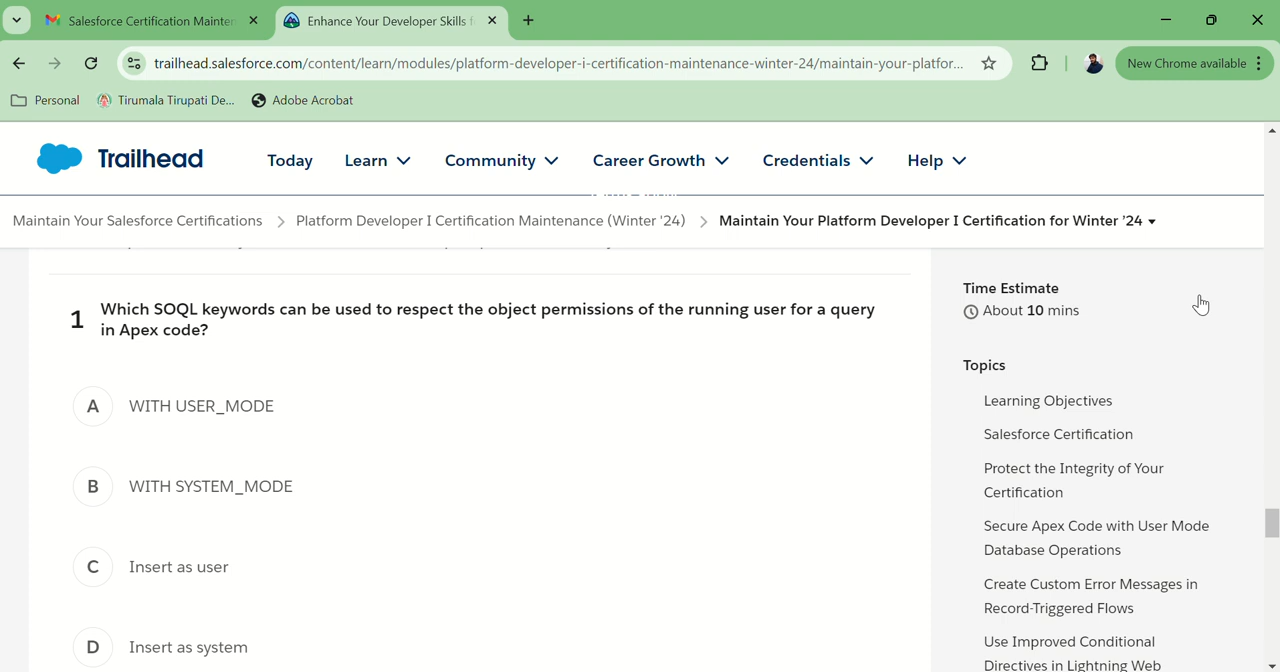 Salesforce Certification Mainten
Enhance Your Developer Skills f
trailhead.salesforce.com/content/learn/modules/platform-developer-i-certification-maintenance-winter-24/maintain-your-platfor...
New Chrome available
Personal
Tirumala Tirupati De...
Adobe Acrobat
Trailhead
Today
Learn
Community
Career Growth
Credentials
Help
Maintain Your Salesforce Certifications
Platform Developer I Certification Maintenance (Winter '24)
Maintain Your Platform Developer I Certification for Winter ’24
1
Which SOQL keywords can be used to respect the object permissions of the running user for a query
in Apex code?
A WITH USER_MODE
B WITH SYSTEM_MODE
C Insert as user
D Insert as system
Time Estimate
About 10 mins
Topics
Learning Objectives
Salesforce Certification
Protect the Integrity of Your
Certification
Secure Apex Code with User Mode
Database Operations
Create Custom Error Messages in
Record-Triggered Flows
Use Improved Conditional
Directives in Lightning Web